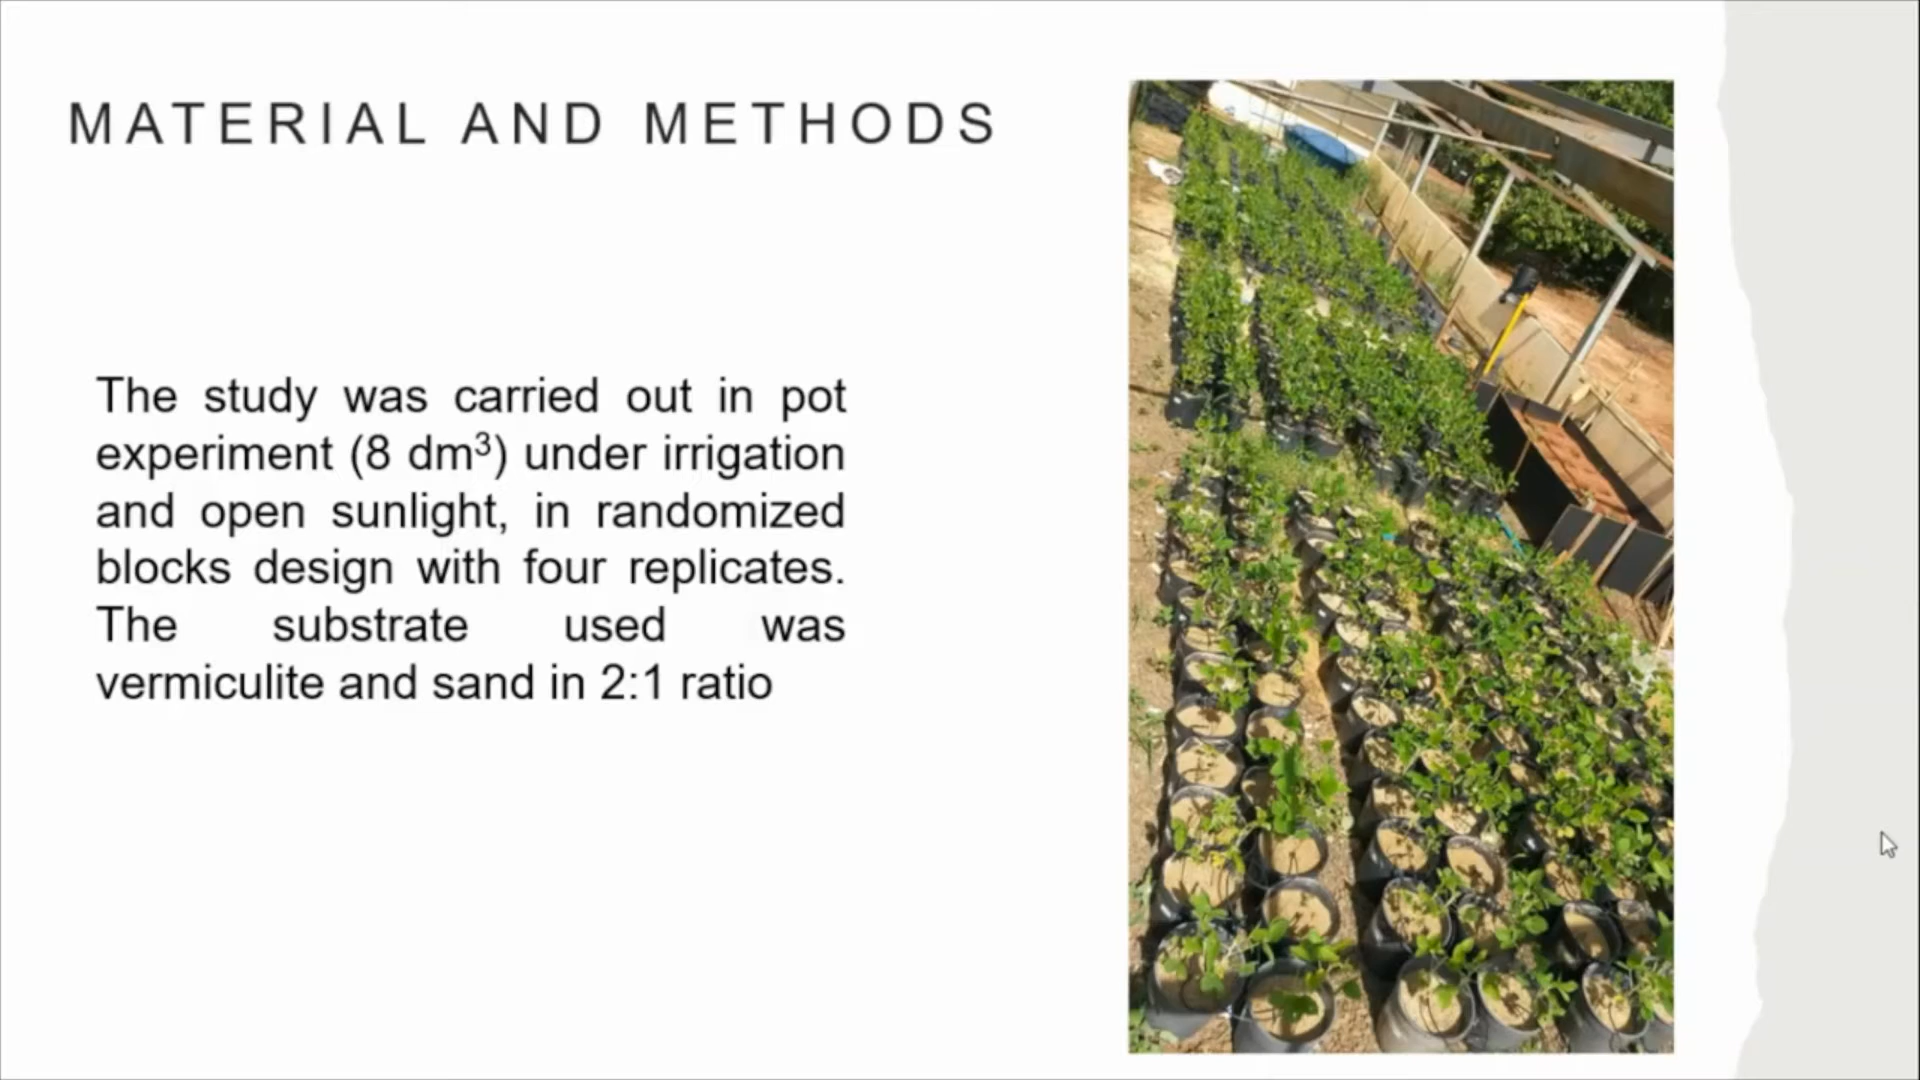 MATERIAL AND METHODS
The study was carried out in pot
experiment (8 dm³) under irrigation
and open sunlight, in randomized
blocks design with four replicates.
The substrate used was
vermiculite and sand in 2:1 ratio